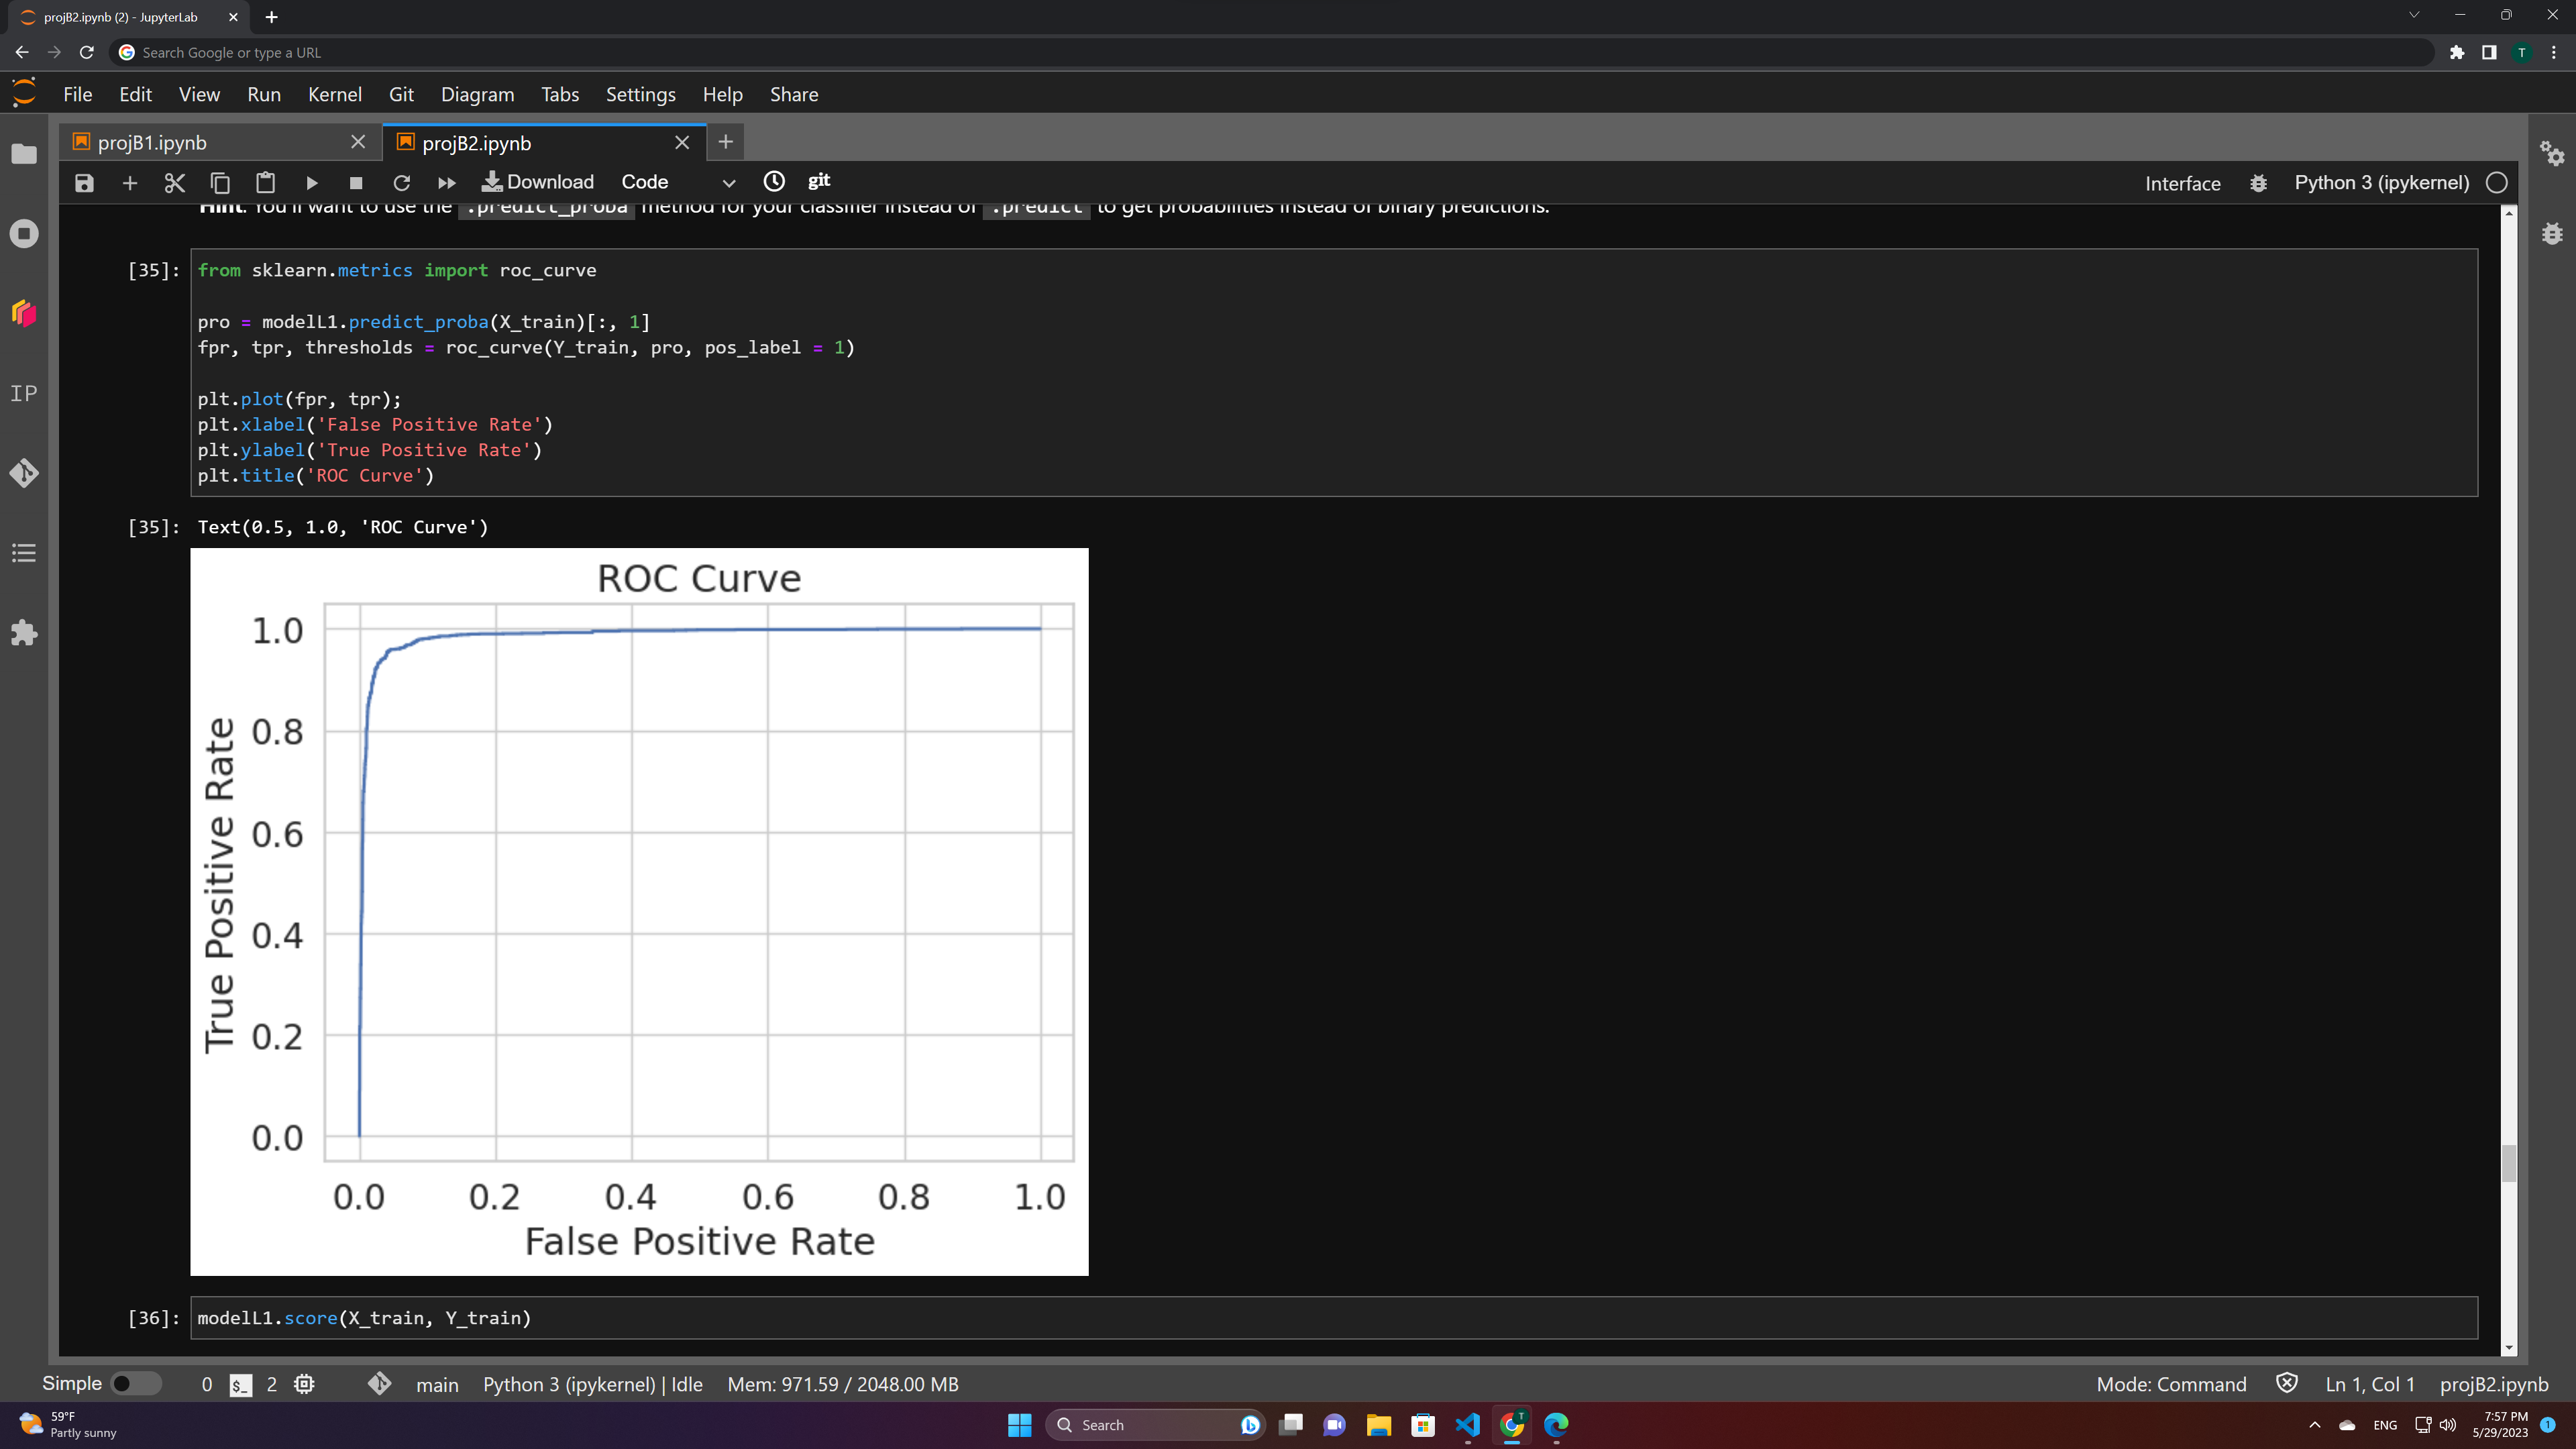 projB2.ipynb (2) - JupyterLab
Search Google or type a URL
T
File Edit View Run Kernel Git Diagram Tabs Settings Help Share
projB1.ipynb
projB2.ipynb
Download Code git Interface Python 3 (ipykernel)
Hint: You'll want to use the .predict_proba method for your classifier instead of .predict to get probabilities instead of binary predictions.
IP
[35]: from sklearn.metrics import roc_curve
pro = modelL1.predict_proba(X_train)[:, 1]
fpr, tpr, thresholds = roc_curve(Y_train, pro, pos_label = 1)
plt.plot(fpr, tpr);
plt.xlabel('False Positive Rate')
plt.ylabel('True Positive Rate')
plt.title('ROC Curve')
[35]: Text(0.5, 1.0, 'ROC Curve')
ROC Curve
True Positive Rate
1.0
0.8
0.6
0.4
0.2
0.0
0.0 0.2 0.4 0.6 0.8 1.0
False Positive Rate
[36]: modelL1.score(X_train, Y_train)
Simple 0 $_ 2 main Python 3 (ipykernel) | Idle Mem: 971.59 / 2048.00 MB Mode: Command Ln 1, Col 1 projB2.ipynb
59°F
Partly sunny
Search
T
ENG
7:57 PM
5/29/2023
1